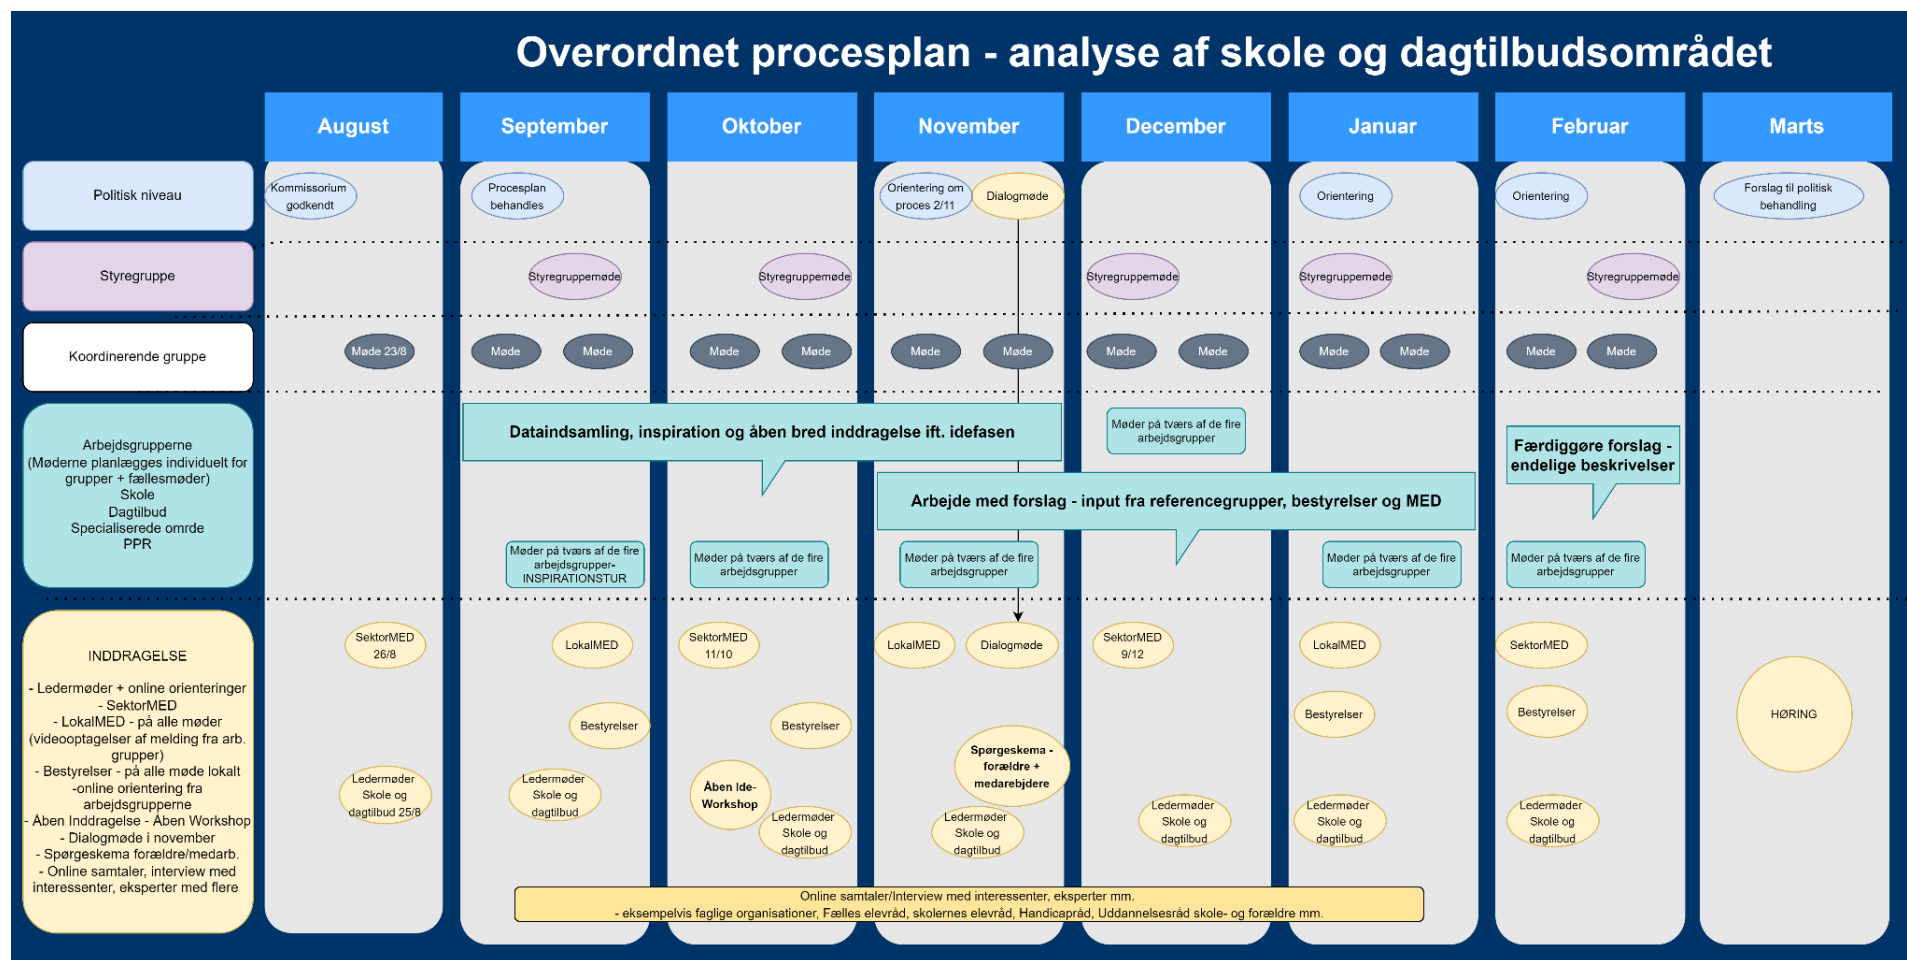 Overordnet procesplan - analyse af skole og dagtilbudsområdet
August
September
Oktober
November
December
Januar
Februar
Marts
Politisk niveau
Kommissorium
godkendt
Procesplan
behandles
Orientering om
proces 2/11
Dialogmøde
Orientering
Orientering
Forslag til politisk
behandling
Styregruppe
Styregruppemøde
Styregruppemøde
Styregruppemøde
Styregruppemøde
Styregruppemøde
Koordinerende gruppe
Møde 23/8
Møde
Møde
Møde
Møde
Møde
Møde
Møde
Møde
Møde
Møde
Møde
Møde
Arbejdsgrupperne
(Møderne planlægges individuelt for
grupper + fællesmøder)
Skole
Dagtilbud
Specialiserede omrde
PPR
Dataindsamling, inspiration og åben bred inddragelse ift. idefasen
Møder på tværs af de fire
arbejdsgrupper
Færdiggøre forslag -
endelige beskrivelser
Arbejde med forslag - input fra referencegrupper, bestyrelser og MED
Møder på tværs af de fire
arbejdsgrupper-
INSPIRATIONSTUR
Møder på tværs af de fire
arbejdsgrupper
Møder på tværs af de fire
arbejdsgrupper
Møder på tværs af de fire
arbejdsgrupper
Møder på tværs af de fire
arbejdsgrupper
INDDRAGELSE
- Ledermøder + online orienteringer
- SektorMED
- LokalMED - på alle møder
(videooptagelser af melding fra arb.
grupper)
- Bestyrelser - på alle møde lokalt
-online orientering fra
arbejdsgrupperne
- Åben Inddragelse - Åben Workshop
- Dialogmøde i november
- Spørgeskema forældre/medarb.
- Online samtaler, interview med
interessenter, eksperter med flere
SektorMED
26/8
LokalMED
SektorMED
11/10
LokalMED
Dialogmøde
SektorMED
9/12
LokalMED
SektorMED
Bestyrelser
Bestyrelser
Bestyrelser
Bestyrelser
HØRING
Spørgeskema -
forældre +
medarebjdere
Åben Ide-
Workshop
Ledermøder
Skole og
dagtilbud 25/8
Ledermøder
Skole og
dagtilbud
Ledermøder
Skole og
dagtilbud
Ledermøder
Skole og
dagtilbud
Ledermøder
Skole og
dagtilbud
Ledermøder
Skole og
dagtilbud
Ledermøder
Skole og
dagtilbud
Online samtaler/Interview med interessenter, eksperter mm.
- eksempelvis faglige organisationer, Fælles elevråd, skolernes elevråd, Handicapråd, Uddannelsesråd skole- og forældre mm.